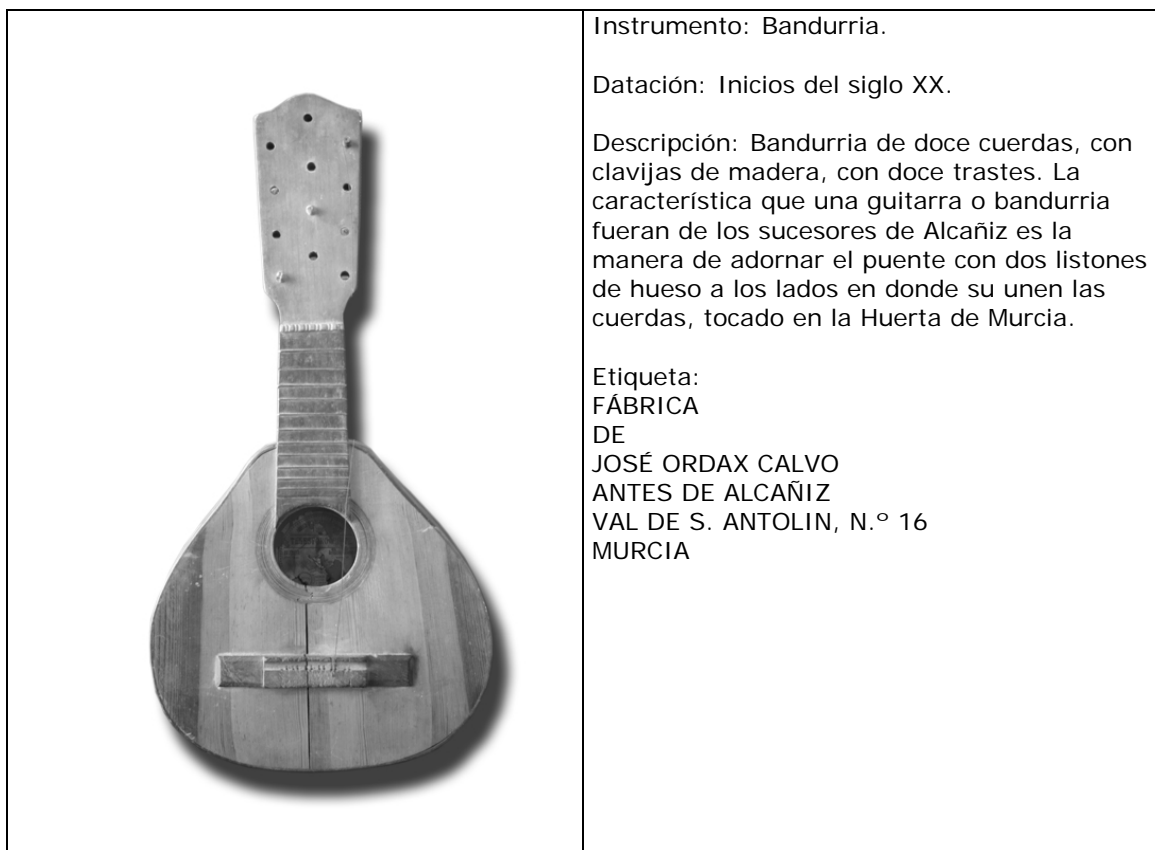 Instrumento: Bandurria.
Datación: Inicios del siglo XX.
Descripción: Bandurria de doce cuerdas, con
clavijas de madera, con doce trastes. La
característica que una guitarra o bandurria
fueran de los sucesores de Alcañiz es la
manera de adornar el puente con dos listones
de hueso a los lados en donde su unen las
cuerdas, tocado en la Huerta de Murcia.
Etiqueta:
FÁBRICA
DE
JOSÉ ORDAX CALVO
ANTES DE ALCAÑIZ
VAL DE S. ANTOLIN, N.º 16
MURCIA